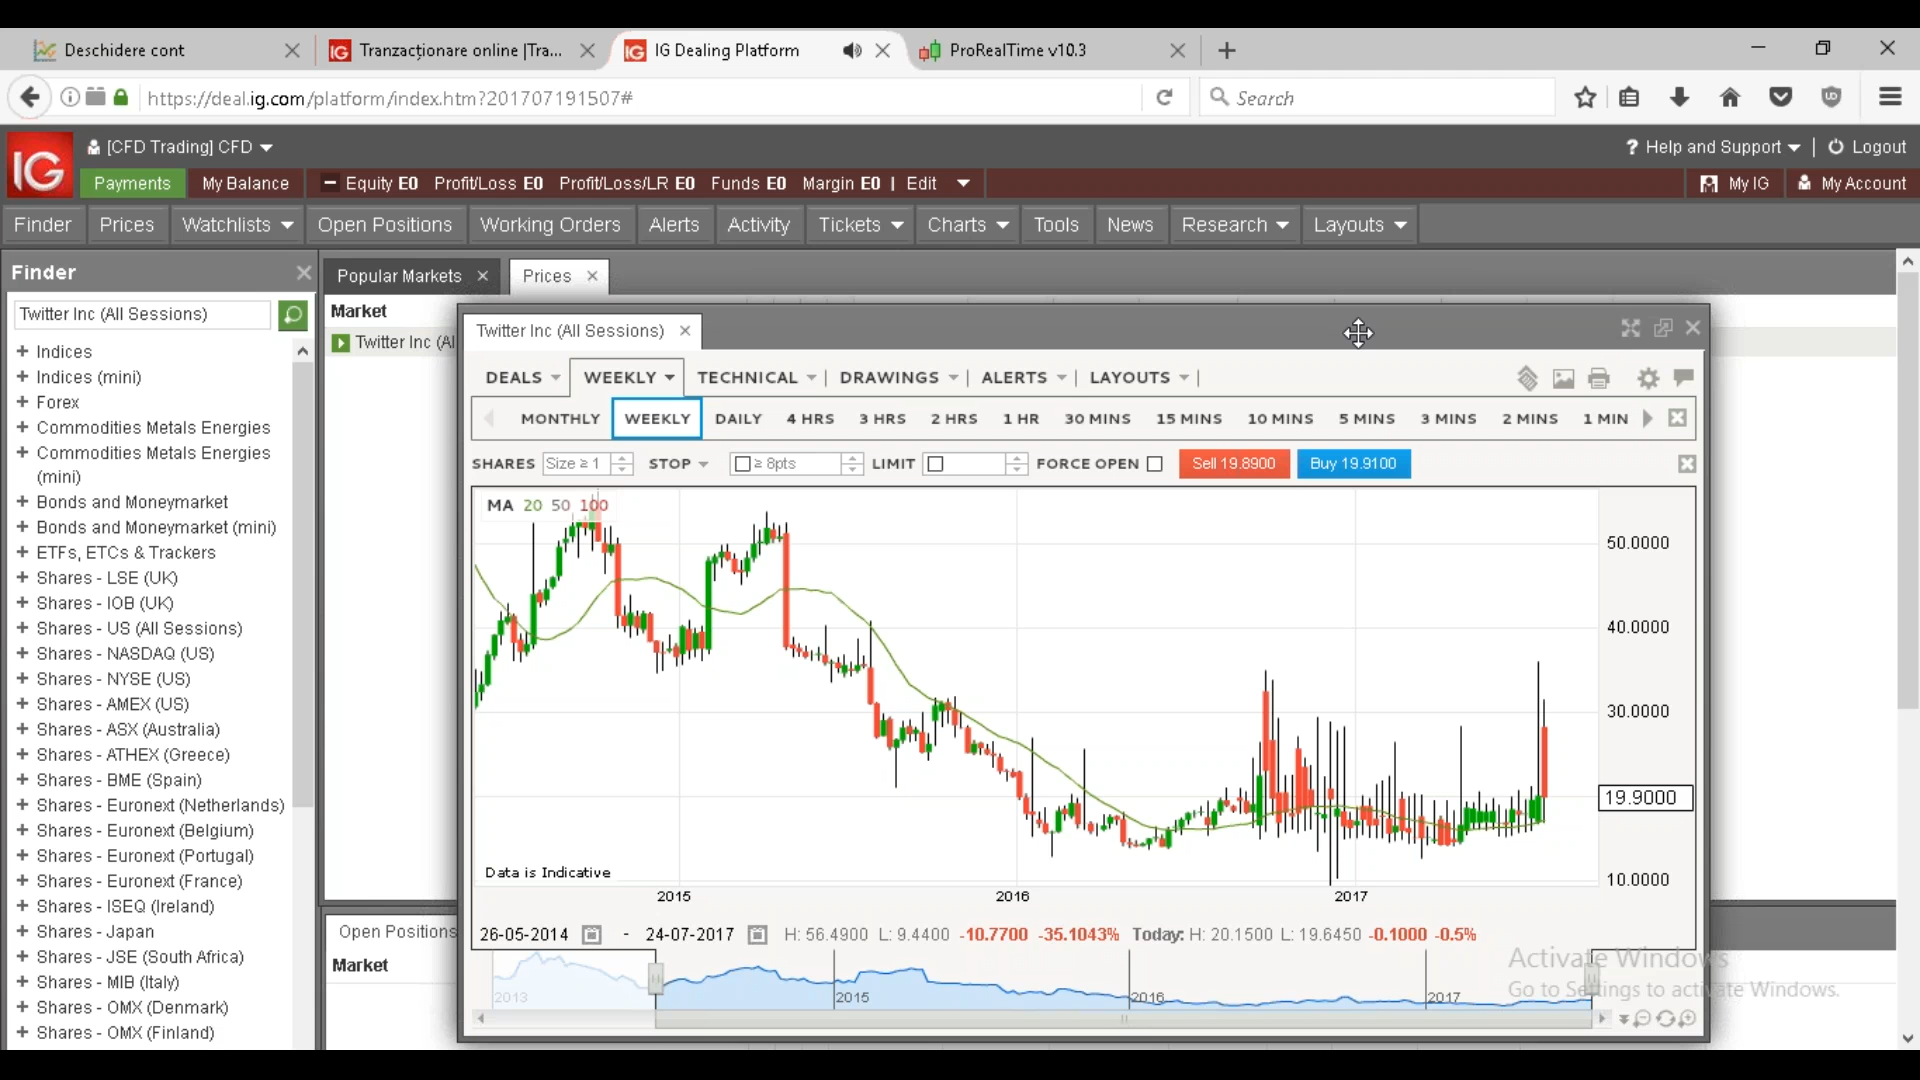 Deschidere cont
Tranzacționare online |Tra...
IG Dealing Platform
ProRealTime v10.3
https://deal.ig.com/platform/index.htm?201707191507#
Search
IG
[CFD Trading] CFD
? Help and Support
Logout
Payments
My Balance
Equity E0 Profit/Loss E0 Profit/Loss/LR E0 Funds E0 Margin E0 | Edit
My IG
My Account
Finder Prices Watchlists Open Positions Working Orders Alerts Activity Tickets Charts Tools News Research Layouts
Finder
Popular Markets
Prices
Twitter Inc (All Sessions)
Market
Twitter Inc (Al
Twitter Inc (All Sessions)
+ Indices
+ Indices (mini)
+ Forex
+ Commodities Metals Energies
+ Commodities Metals Energies
(mini)
+ Bonds and Moneymarket
+ Bonds and Moneymarket (mini)
+ ETFs, ETCs & Trackers
+ Shares - LSE (UK)
+ Shares - IOB (UK)
+ Shares - US (All Sessions)
+ Shares - NASDAQ (US)
+ Shares - NYSE (US)
+ Shares - AMEX (US)
+ Shares - ASX (Australia)
+ Shares - ATHEX (Greece)
+ Shares - BME (Spain)
+ Shares - Euronext (Netherlands)
+ Shares - Euronext (Belgium)
+ Shares - Euronext (Portugal)
+ Shares - Euronext (France)
+ Shares - ISEQ (Ireland)
+ Shares - Japan
+ Shares - JSE (South Africa)
+ Shares - MIB (Italy)
+ Shares - OMX (Denmark)
+ Shares - OMX (Finland)
DEALS WEEKLY TECHNICAL DRAWINGS ALERTS LAYOUTS
MONTHLY WEEKLY DAILY 4 HRS 3 HRS 2 HRS 1 HR 30 MINS 15 MINS 10 MINS 5 MINS 3 MINS 2 MINS 1 MIN
SHARES Size ≥ 1 STOP ≥ 8pts LIMIT FORCE OPEN Sell 19.8900 Buy 19.9100
MA 20 50 100
50.0000
40.0000
30.0000
19.9000
10.0000
Data is Indicative
2015 2016 2017
26-05-2014 - 24-07-2017 H: 56.4900 L: 9.4400 -10.7700 -35.1043% Today: H: 20.1500 L: 19.6450 -0.1000 -0.5%
2013 2015 2016 2017
Open Positions
Market
Activate Windows
Go to Settings to activate Windows.